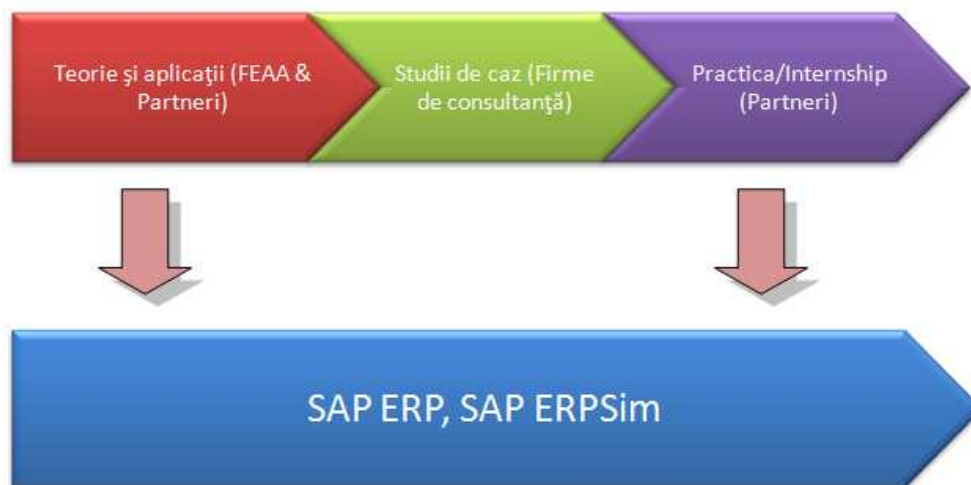 Teorie şi aplicaţii (FEAA &
Partneri)
Studii de caz (Firme
de consultanţă)
Practica/Internship
(Partneri)
SAP ERP, SAP ERPSim